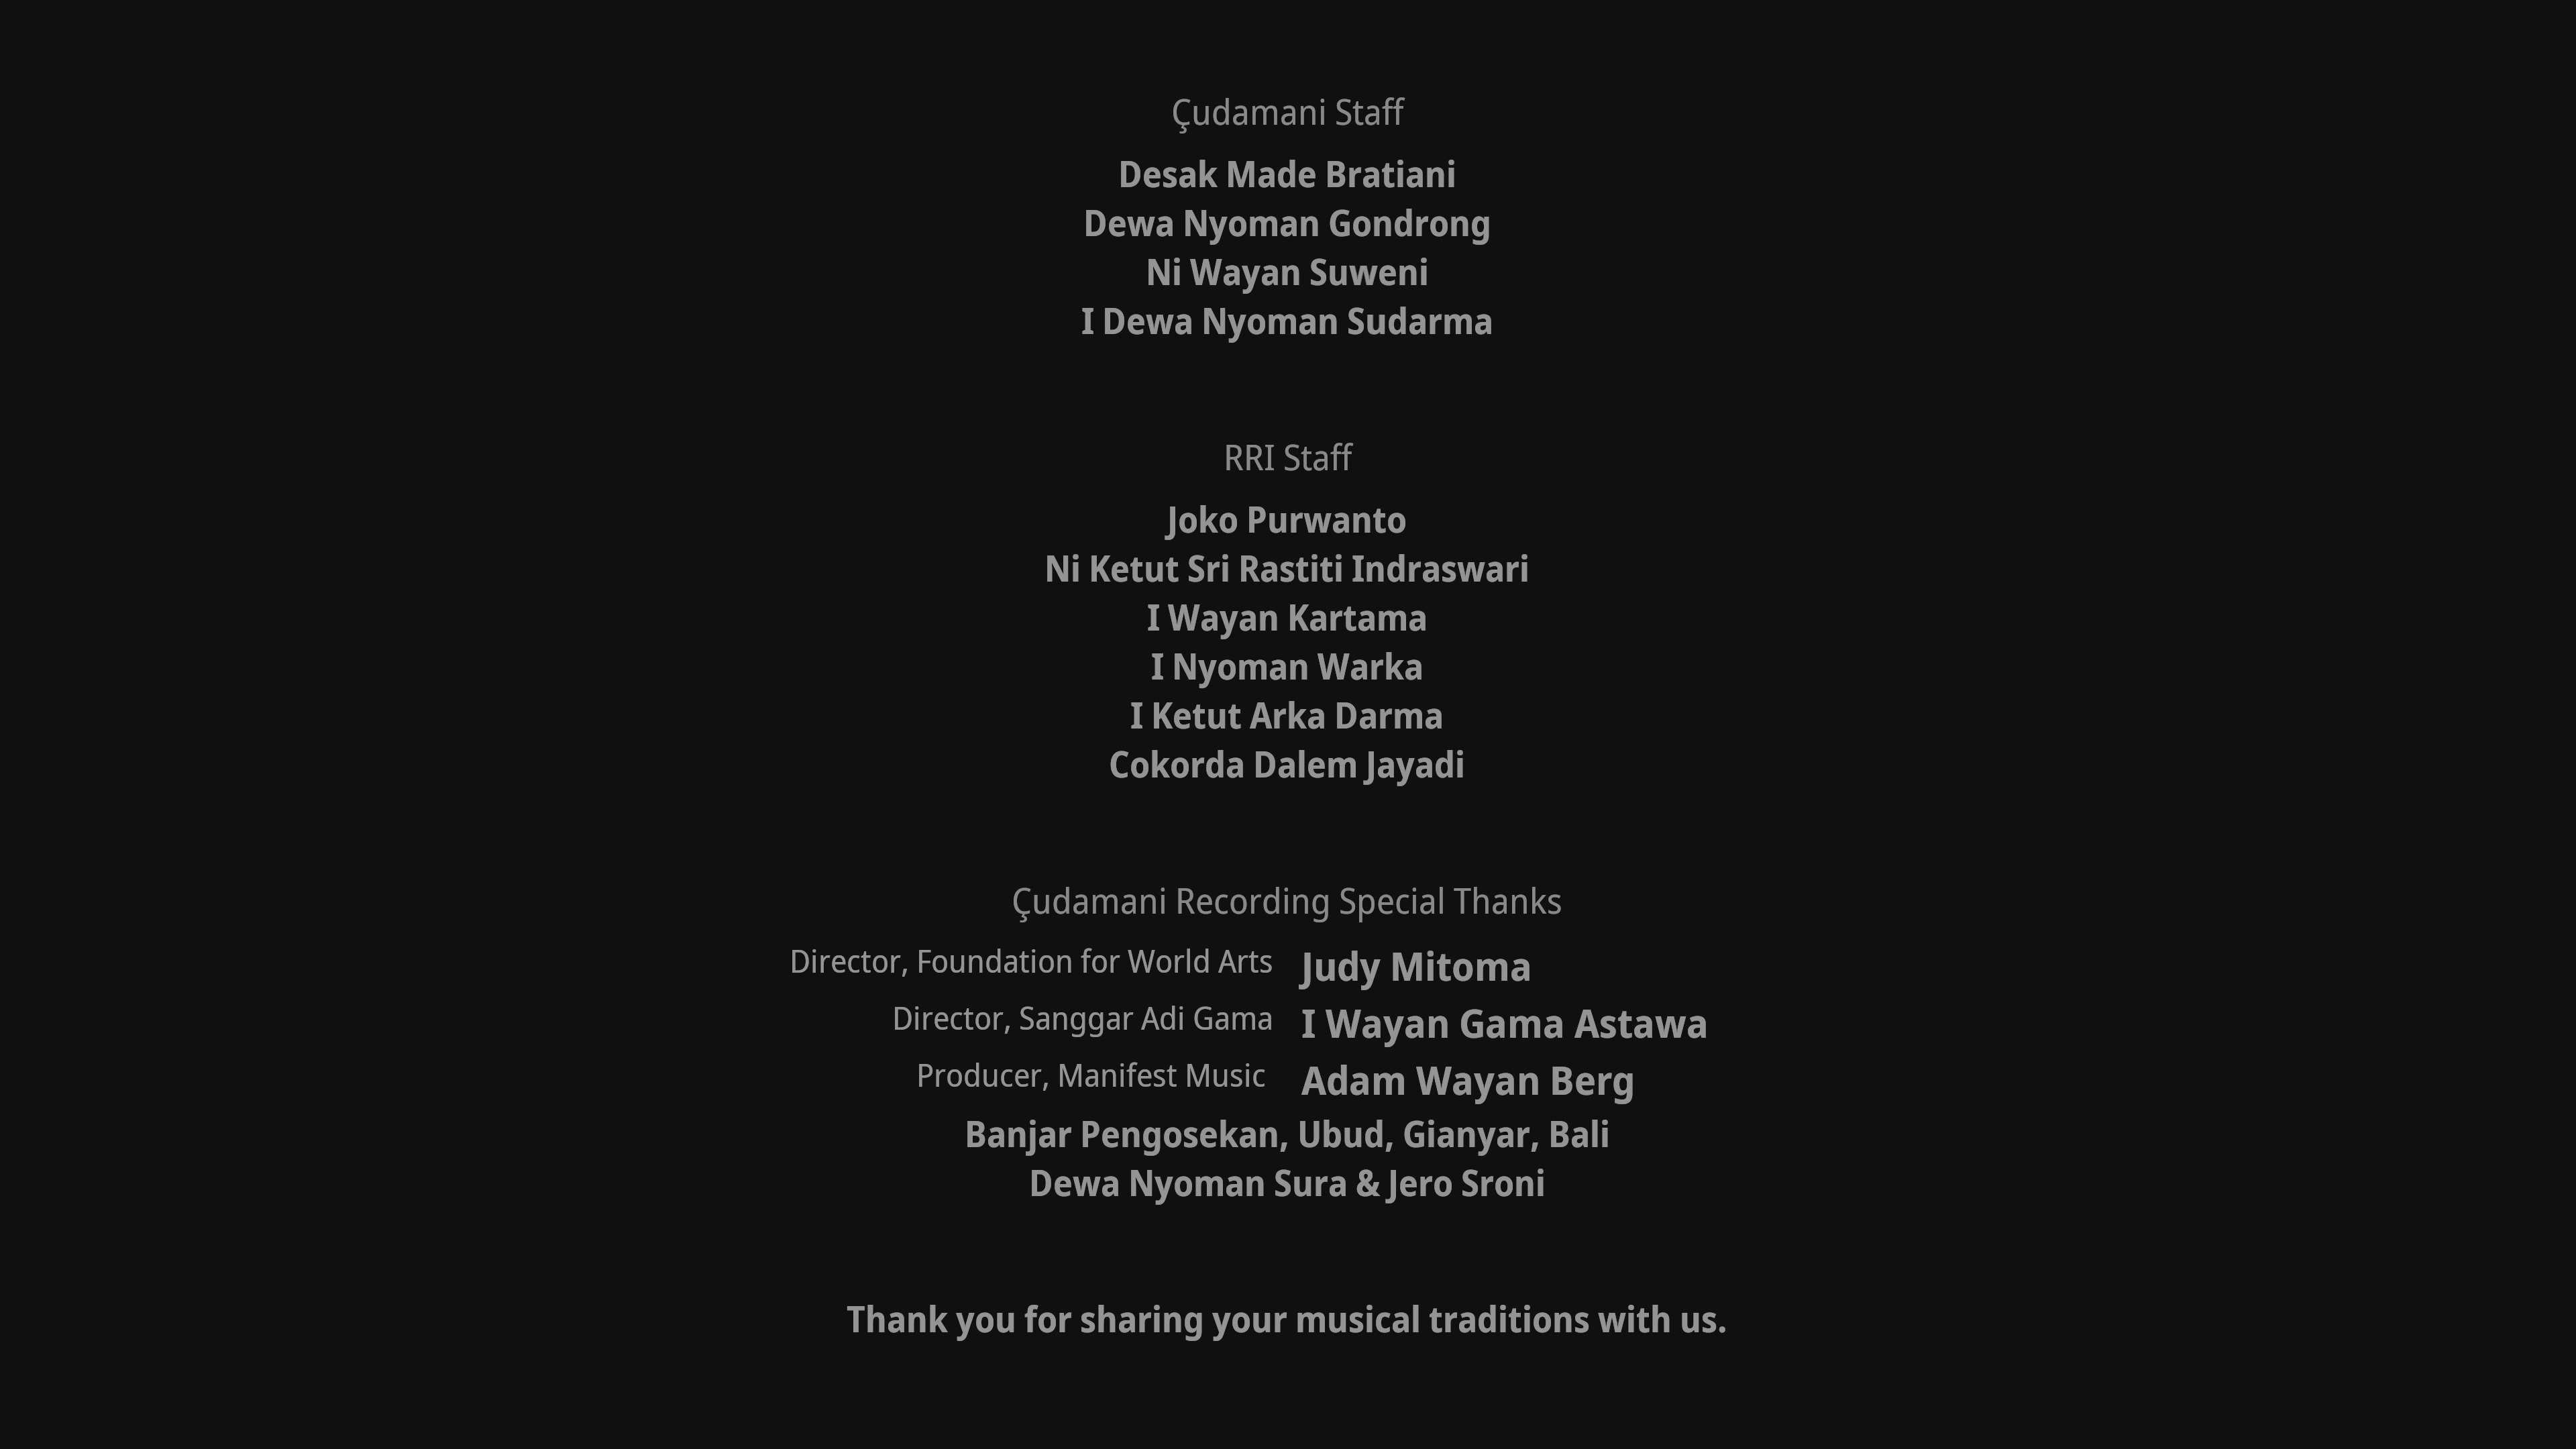 Çudamani Staff
Desak Made Bratiani
Dewa Nyoman Gondrong
Ni Wayan Suweni
I Dewa Nyoman Sudarma
RRI Staff
Joko Purwanto
Ni Ketut Sri Rastiti Indraswari
I Wayan Kartama
I Nyoman Warka
I Ketut Arka Darma
Cokorda Dalem Jayadi
Çudamani Recording Special Thanks
Director, Foundation for World Arts Judy Mitoma
Director, Sanggar Adi Gama I Wayan Gama Astawa
Producer, Manifest Music Adam Wayan Berg
Banjar Pengosekan, Ubud, Gianyar, Bali
Dewa Nyoman Sura & Jero Sroni
Thank you for sharing your musical traditions with us.